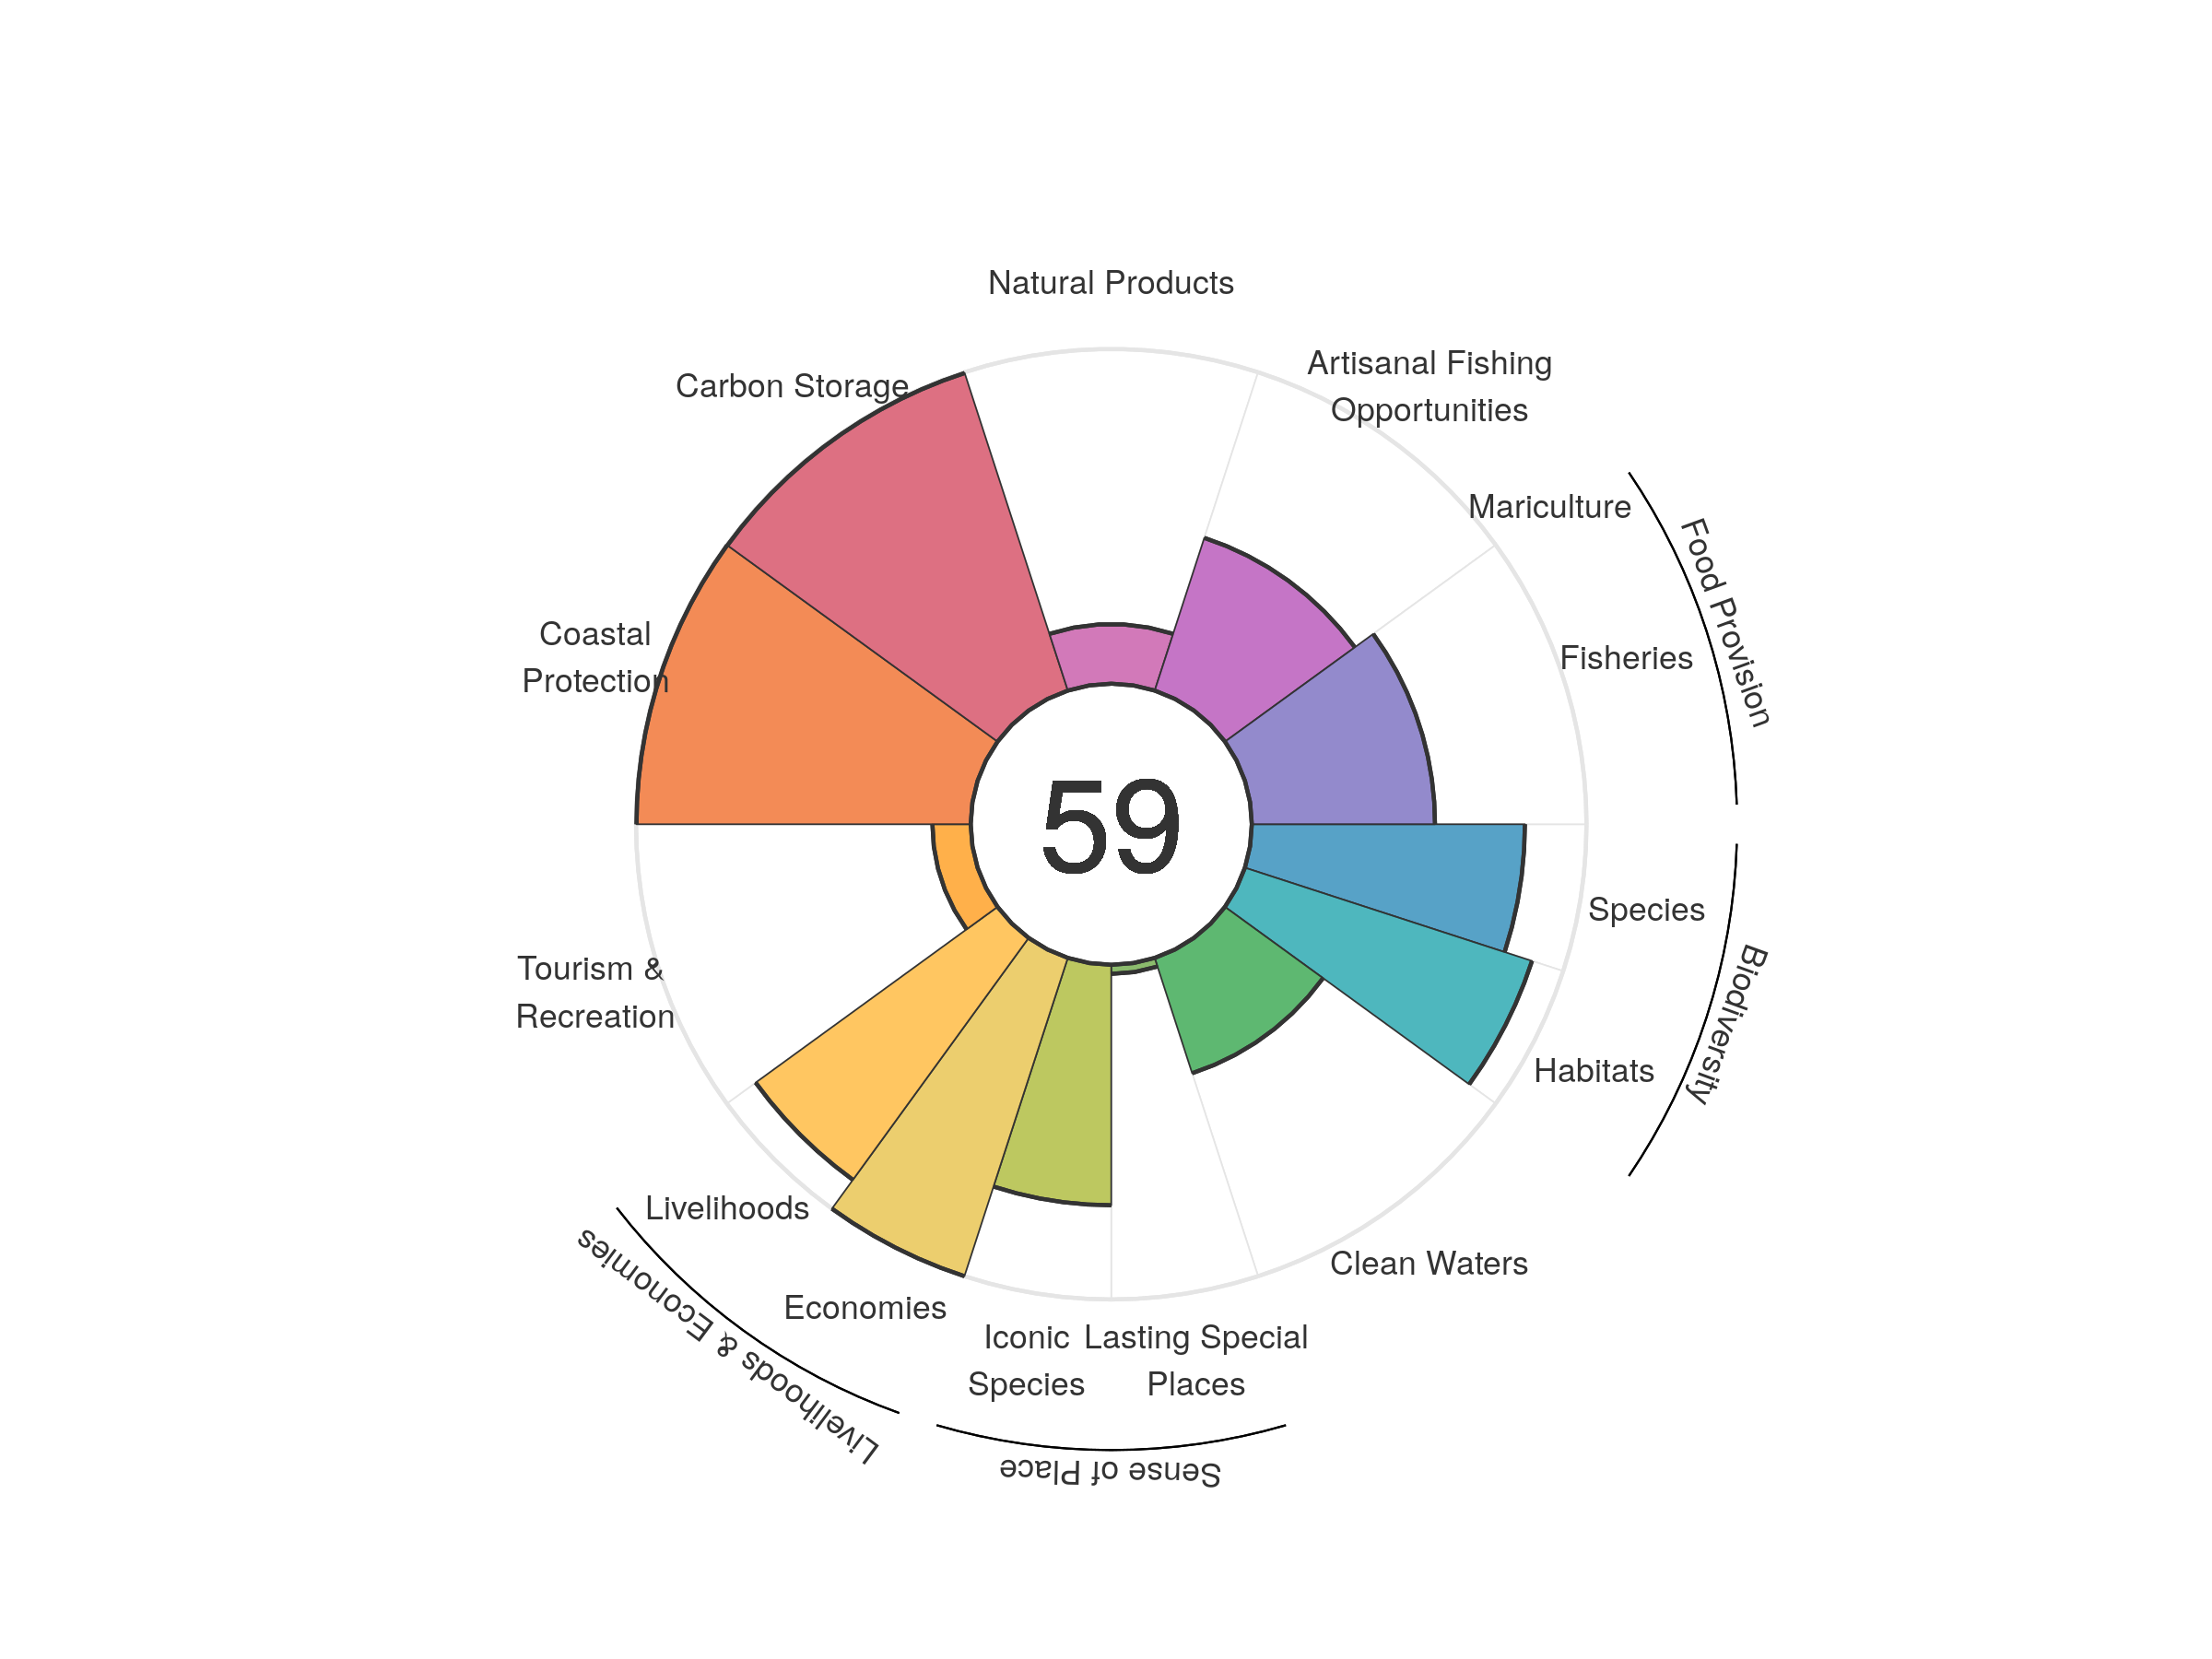 Natural Products
Carbon Storage
Artisanal Fishing
Opportunities
Mariculture
Food Provision
Fisheries
Coastal
Protection
59
Species
Biodiversity
Habitats
Tourism &
Recreation
Livelihoods
Livelihoods & Economies
Economies
Clean Waters
Iconic
Species
Lasting Special
Places
Sense of Place